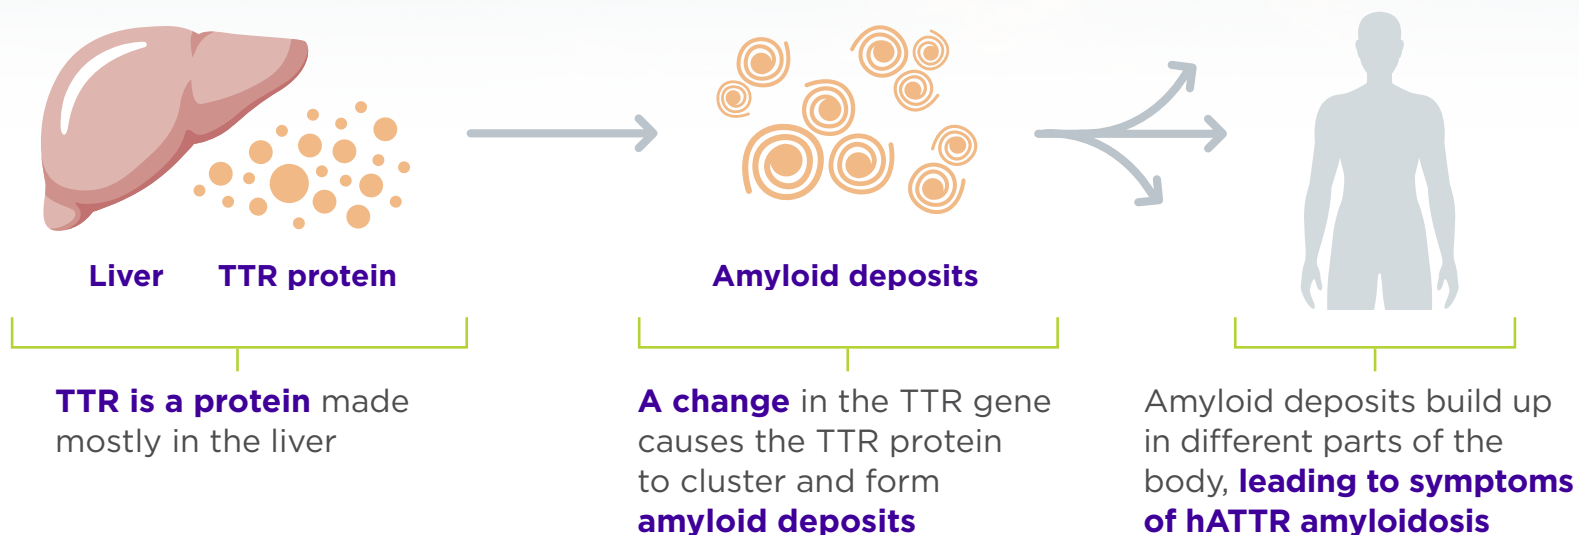 Liver
TTR protein
Amyloid deposits
TTR is a protein made
mostly in the liver
A change in the TTR gene
causes the TTR protein
to cluster and form
amyloid deposits
Amyloid deposits build up
in different parts of the
body, leading to symptoms
of hATTR amyloidosis